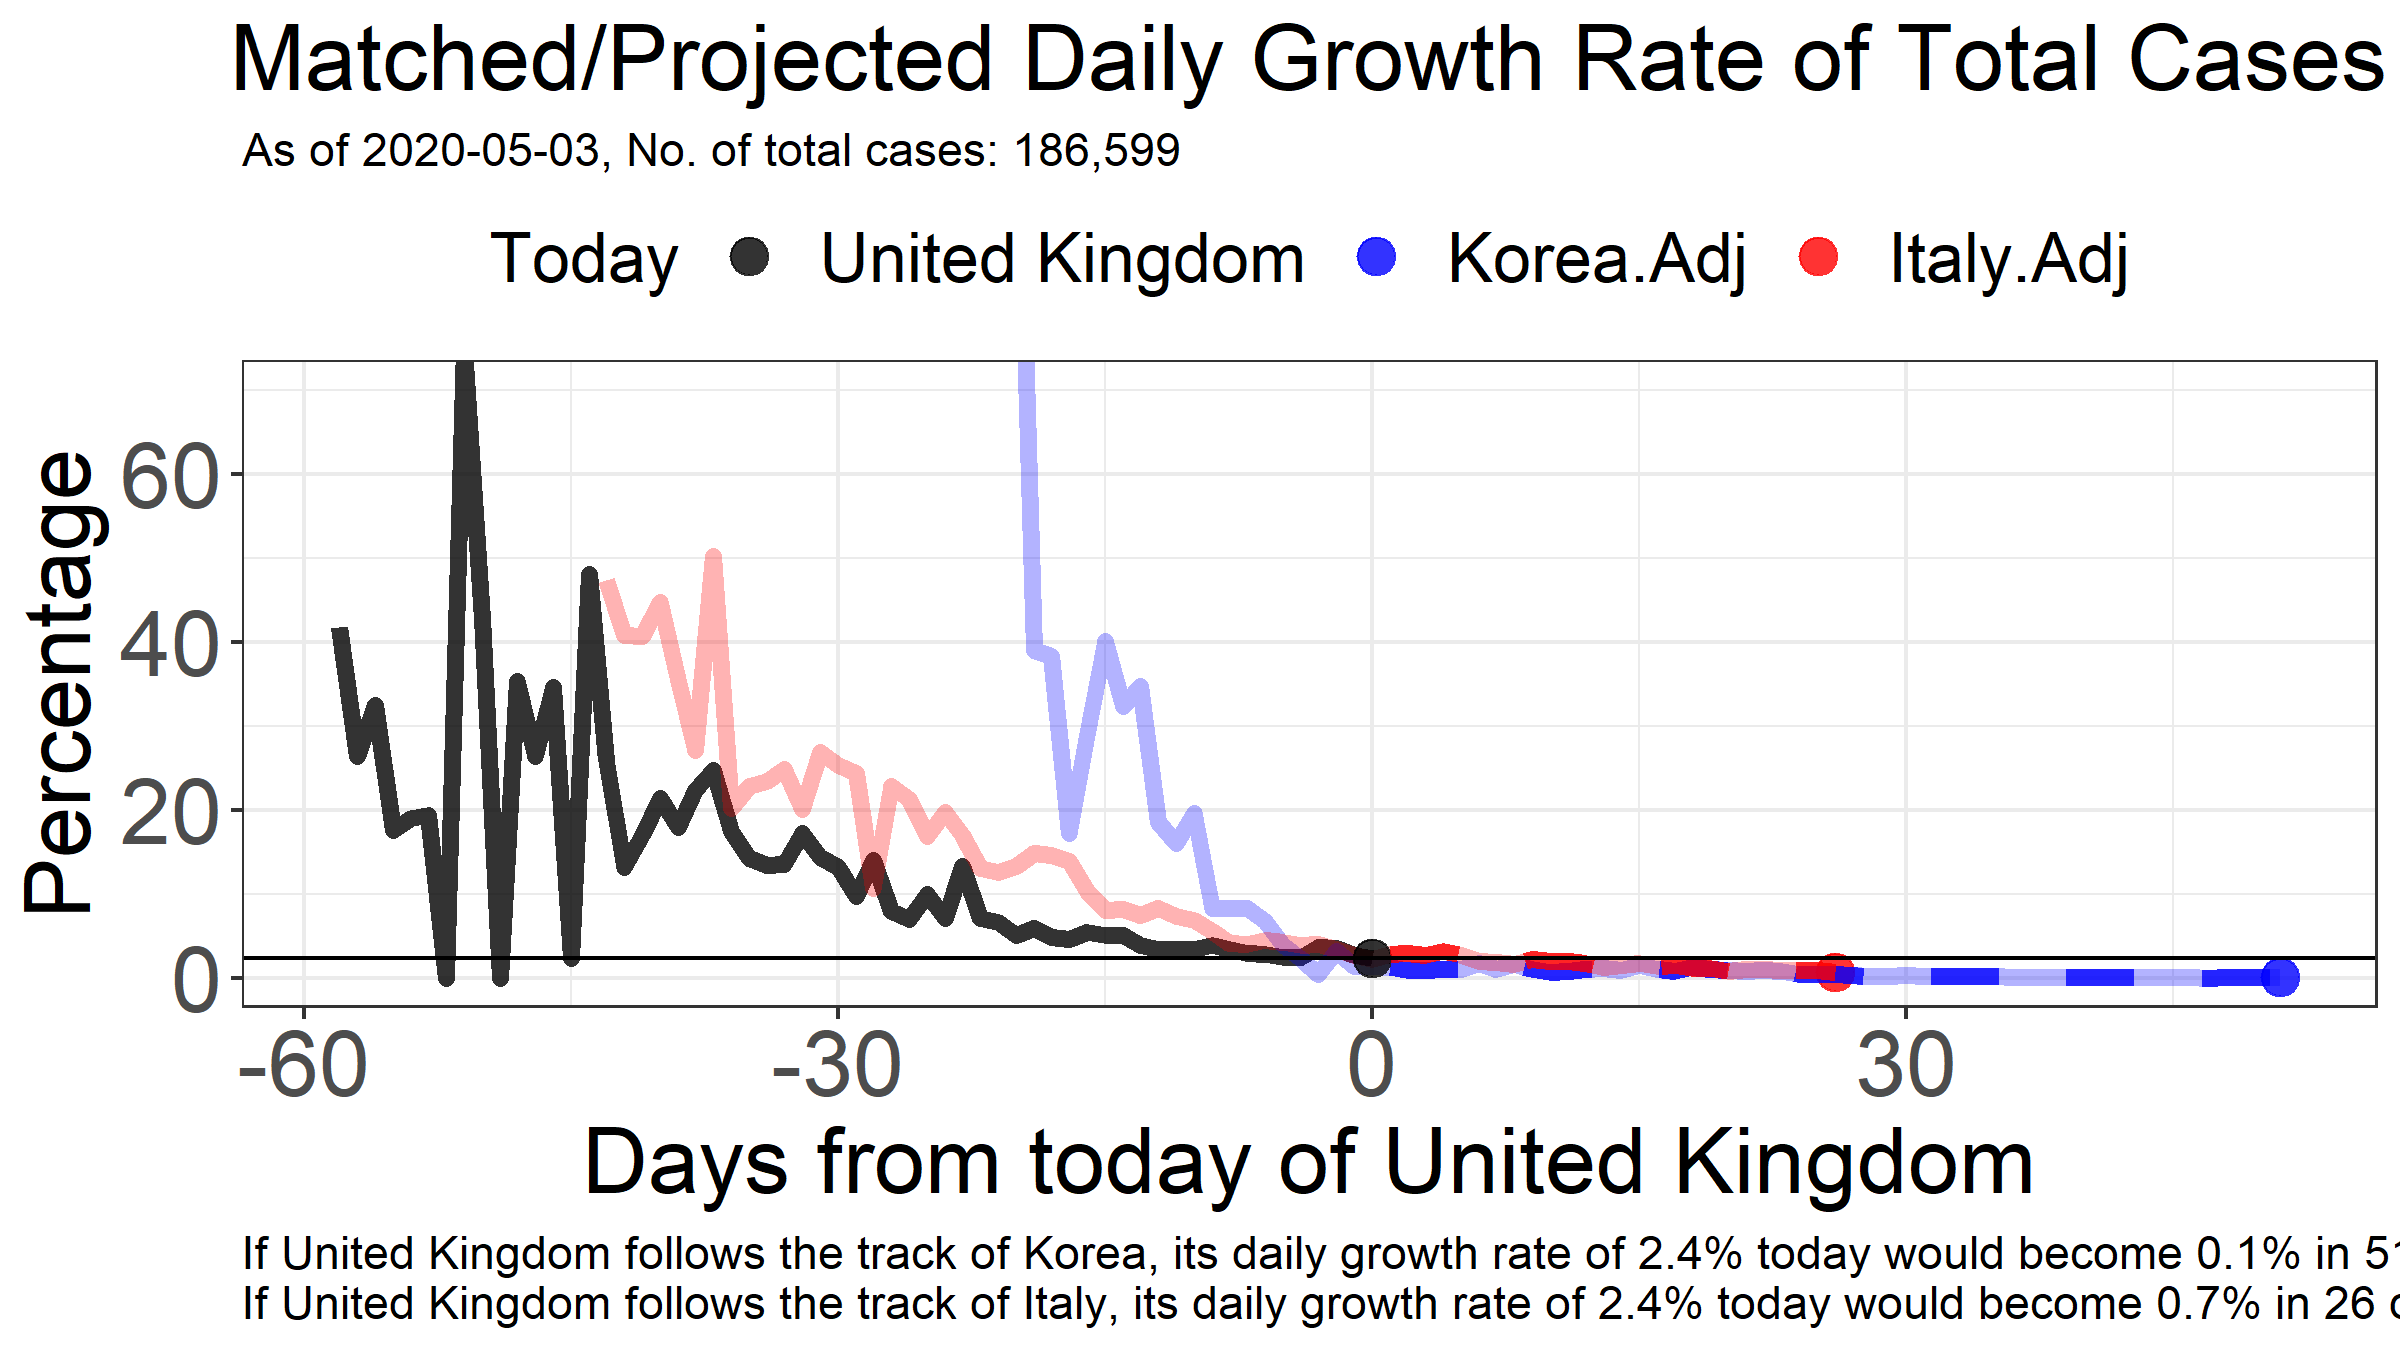 Matched/Projected Daily Growth Rate of Total Cases
As of 2020-05-03, No. of total cases: 186,599
Today United Kingdom Korea.Adj Italy.Adj
Percentage
60
40
20
0
-60 -30 0 30
Days from today of United Kingdom
If United Kingdom follows the track of Korea, its daily growth rate of 2.4% today would become 0.1% in
If United Kingdom follows the track of Italy, its daily growth rate of 2.4% today would become 0.7% in 26